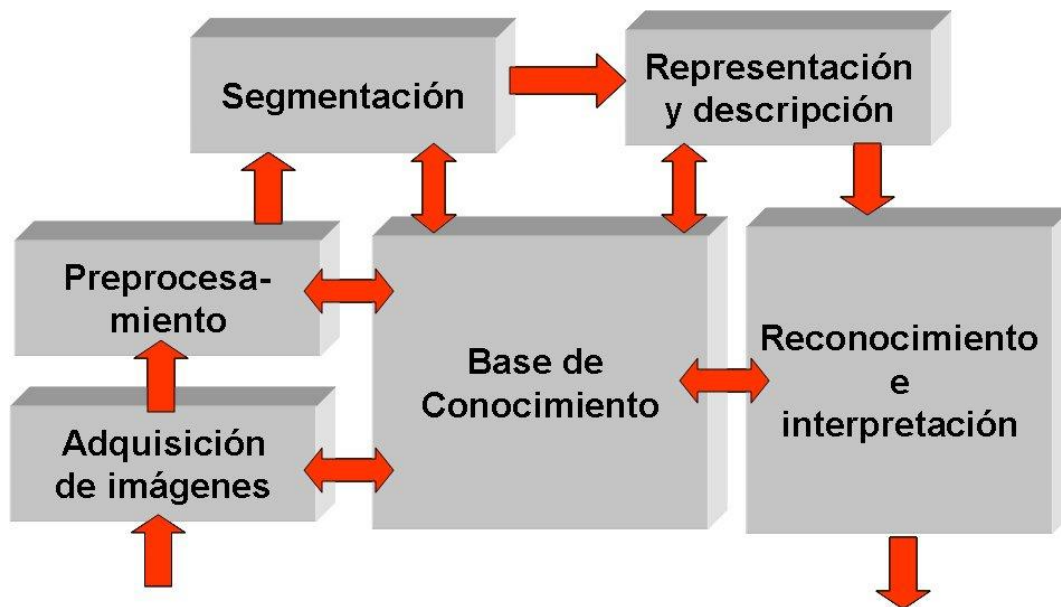 Segmentación
Representación
y descripción
Preprocesa-
miento
Base de
Conocimiento
Reconocimiento
e
interpretación
Adquisición
de imágenes